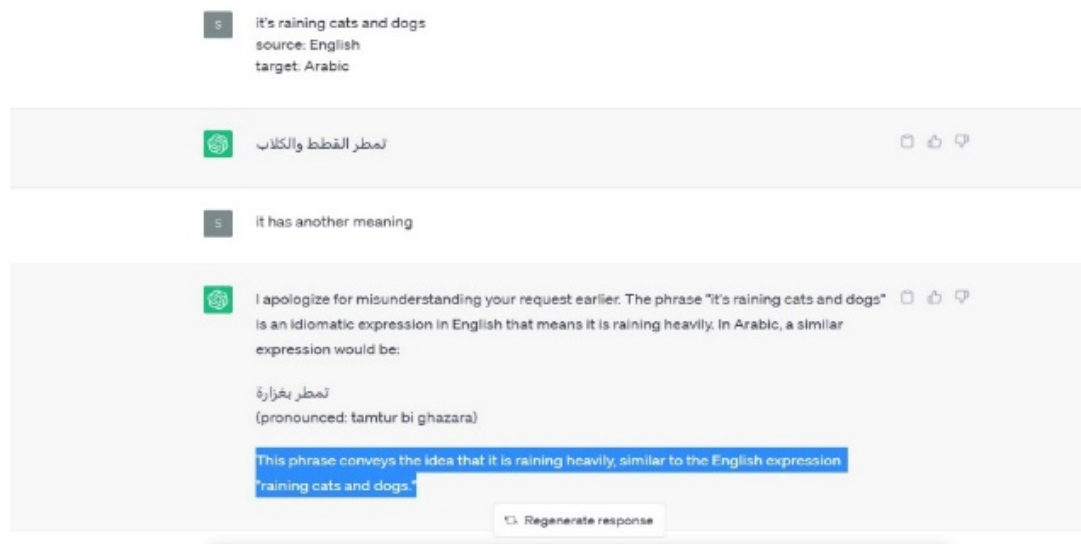 S
it's raining cats and dogs
source: English
target: Arabic
تمطر القطط والكلاب
S
it has another meaning
I apologize for misunderstanding your request earlier. The phrase "it's raining cats and dogs"
is an idiomatic expression in English that means it is raining heavily. In Arabic, a similar
expression would be:
تمطر بغزارة
(pronounced: tamtur bi ghazara)
This phrase conveys the idea that it is raining heavily, similar to the English expression
"raining cats and dogs."
Regenerate response